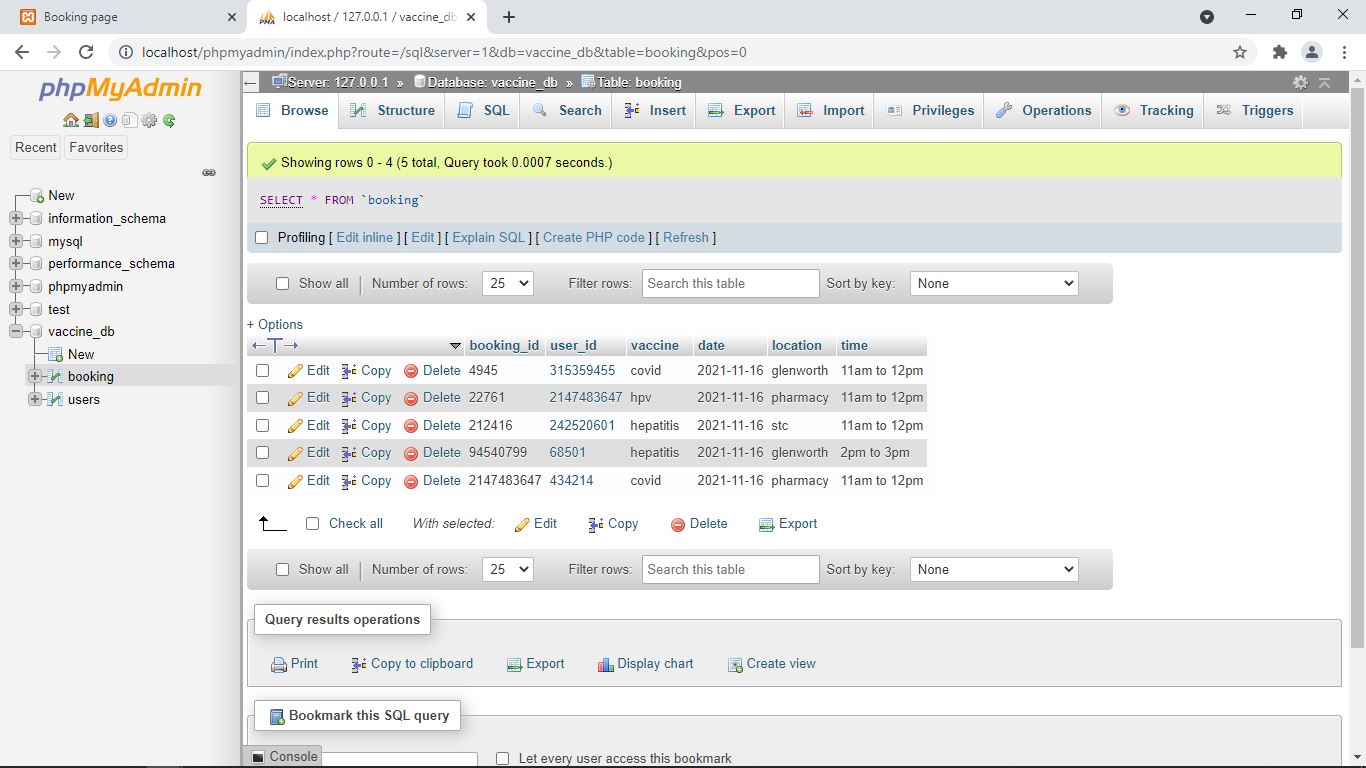 Booking page
localhost / 127.0.0.1 / vaccine_db
localhost/phpmyadmin/index.php?route=/sql&server=1&db=vaccine_db&table=booking&pos=0
phpMyAdmin
Recent Favorites
New
information_schema
mysql
performance_schema
phpmyadmin
test
vaccine_db
New
booking
users
Server: 127.0.0.1 » Database: vaccine_db » Table: booking
Browse Structure SQL Search Insert Export Import Privileges Operations Tracking Triggers
Showing rows 0 - 4 (5 total, Query took 0.0007 seconds.)
SELECT * FROM `booking`
Profiling [ Edit inline ] [ Edit ] [ Explain SQL ] [ Create PHP code ] [ Refresh ]
Show all Number of rows: 25 Filter rows: Search this table Sort by key: None
+ Options
booking_id user_id vaccine date location time
Edit Copy Delete 4945 315359455 covid 2021-11-16 glenworth 11am to 12pm
Edit Copy Delete 22761 2147483647 hpv 2021-11-16 pharmacy 11am to 12pm
Edit Copy Delete 212416 242520601 hepatitis 2021-11-16 stc 11am to 12pm
Edit Copy Delete 94540799 68501 hepatitis 2021-11-16 glenworth 2pm to 3pm
Edit Copy Delete 2147483647 434214 covid 2021-11-16 pharmacy 11am to 12pm
Check all With selected: Edit Copy Delete Export
Show all Number of rows: 25 Filter rows: Search this table Sort by key: None
Query results operations
Print Copy to clipboard Export Display chart Create view
Bookmark this SQL query
Console
Let every user access this bookmark